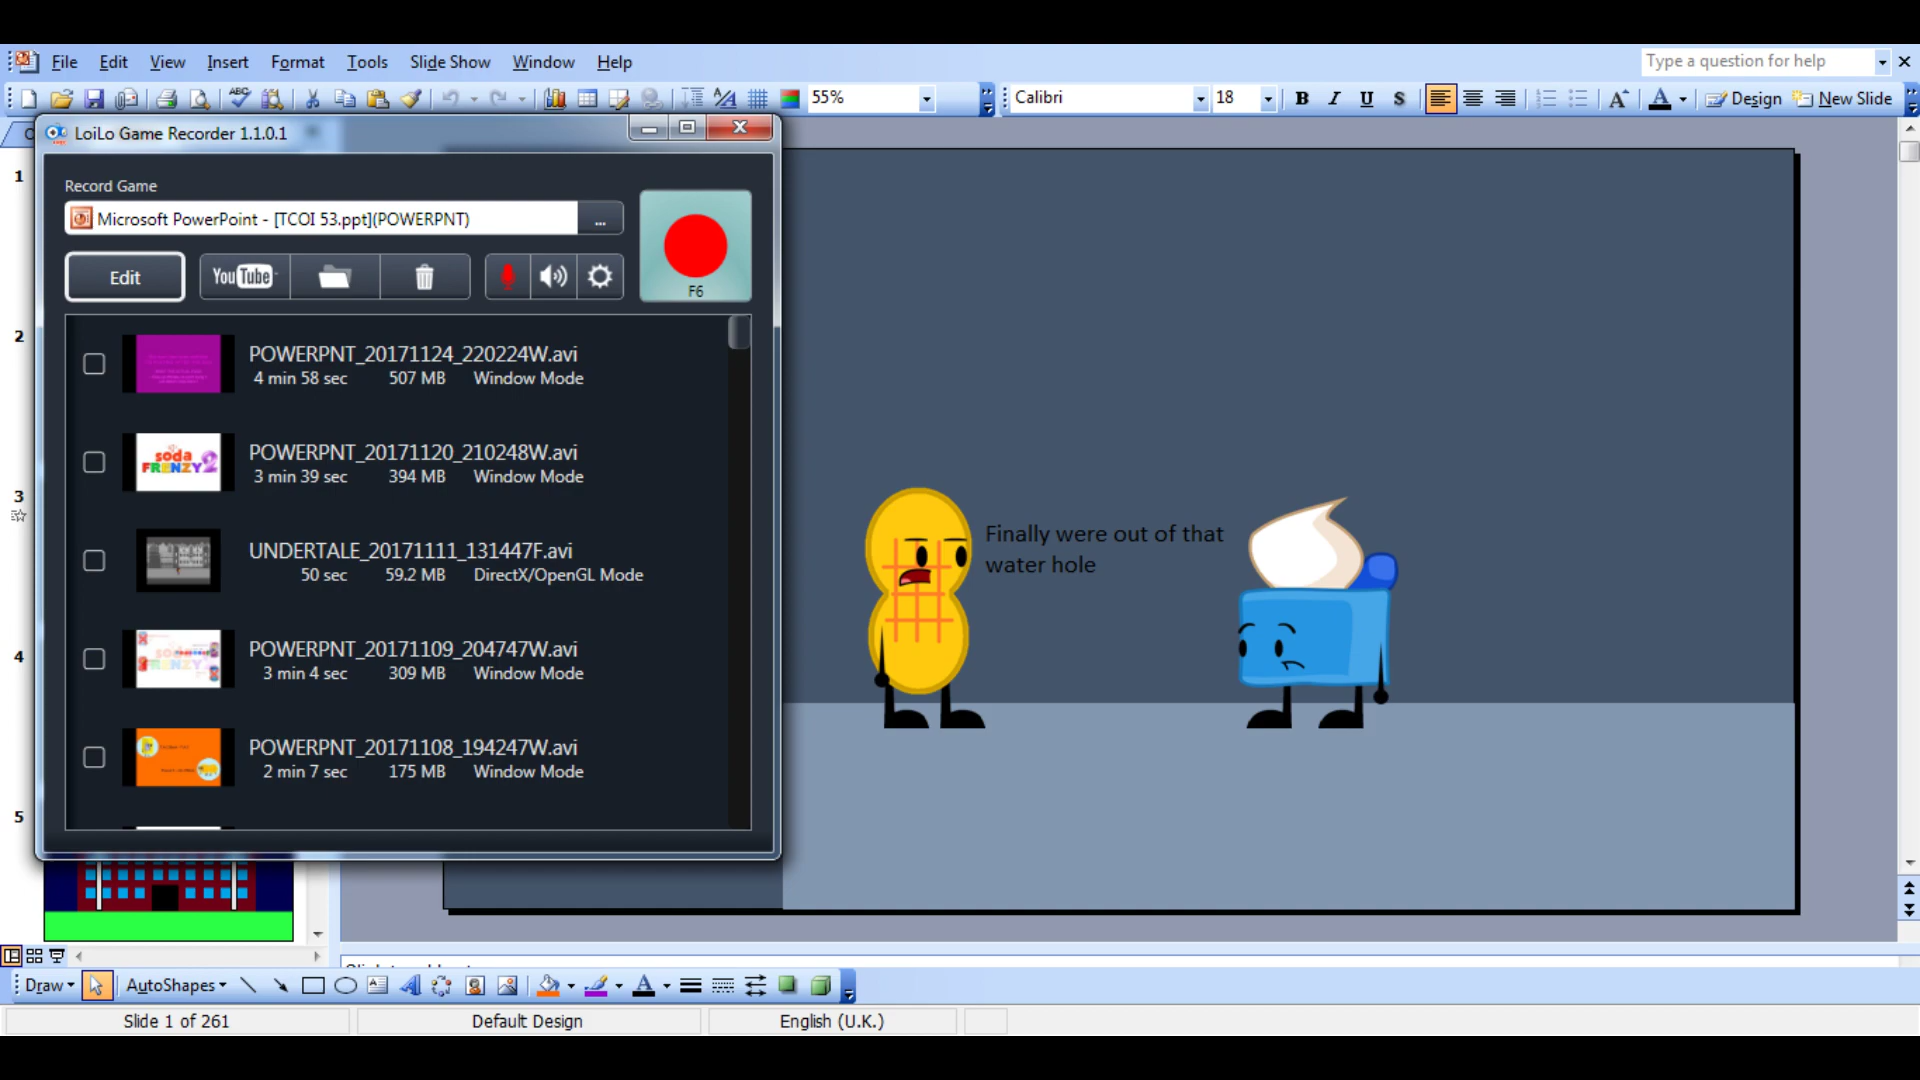 File Edit View Insert Format Tools Slide Show Window Help
Type a question for help
55%
Calibri
18
B I U S
Design
New Slide
LoiLo Game Recorder 1.1.0.1
Record Game
Microsoft PowerPoint - [TCOI 53.ppt](POWERPNT)
...
Edit
YouTube
F6
POWERPNT_20171124_220224W.avi
4 min 58 sec 507 MB Window Mode
soda
FRENZY 2
POWERPNT_20171120_210248W.avi
3 min 39 sec 394 MB Window Mode
UNDERTALE_20171111_131447F.avi
50 sec 59.2 MB DirectX/OpenGL Mode
POWERPNT_20171109_204747W.avi
3 min 4 sec 309 MB Window Mode
POWERPNT_20171108_194247W.avi
2 min 7 sec 175 MB Window Mode
1
2
3
4
5
Finally were out of that
water hole
Draw
AutoShapes
Slide 1 of 261
Default Design
English (U.K.)